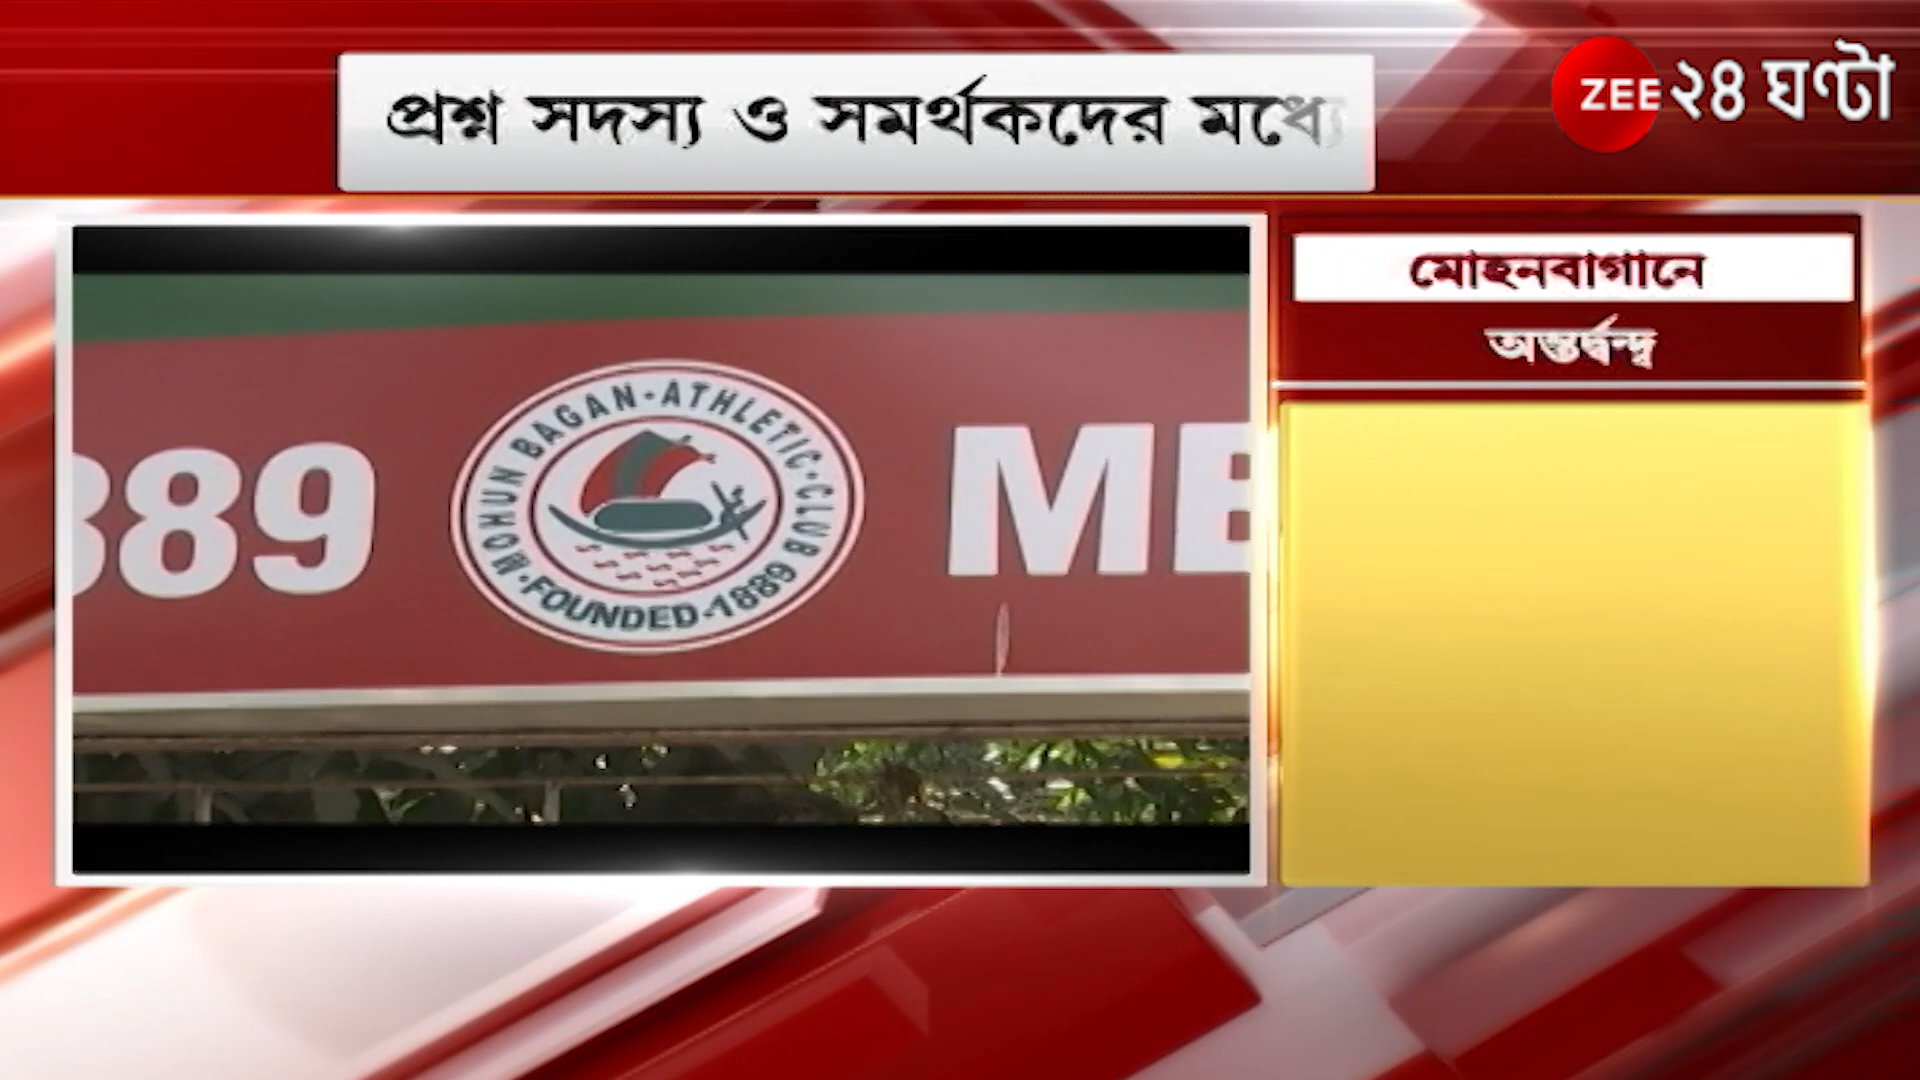 প্রশ্ন সদস্য ও সমর্থকদের মধ্যে
ZEE ২৪ ঘণ্টা
মোহনবাগানে
অন্তর্দ্বন্দ্ব
889
MOHUN BAGAN · ATHLETIC · CLUB
FOUNDED - 1889
MB